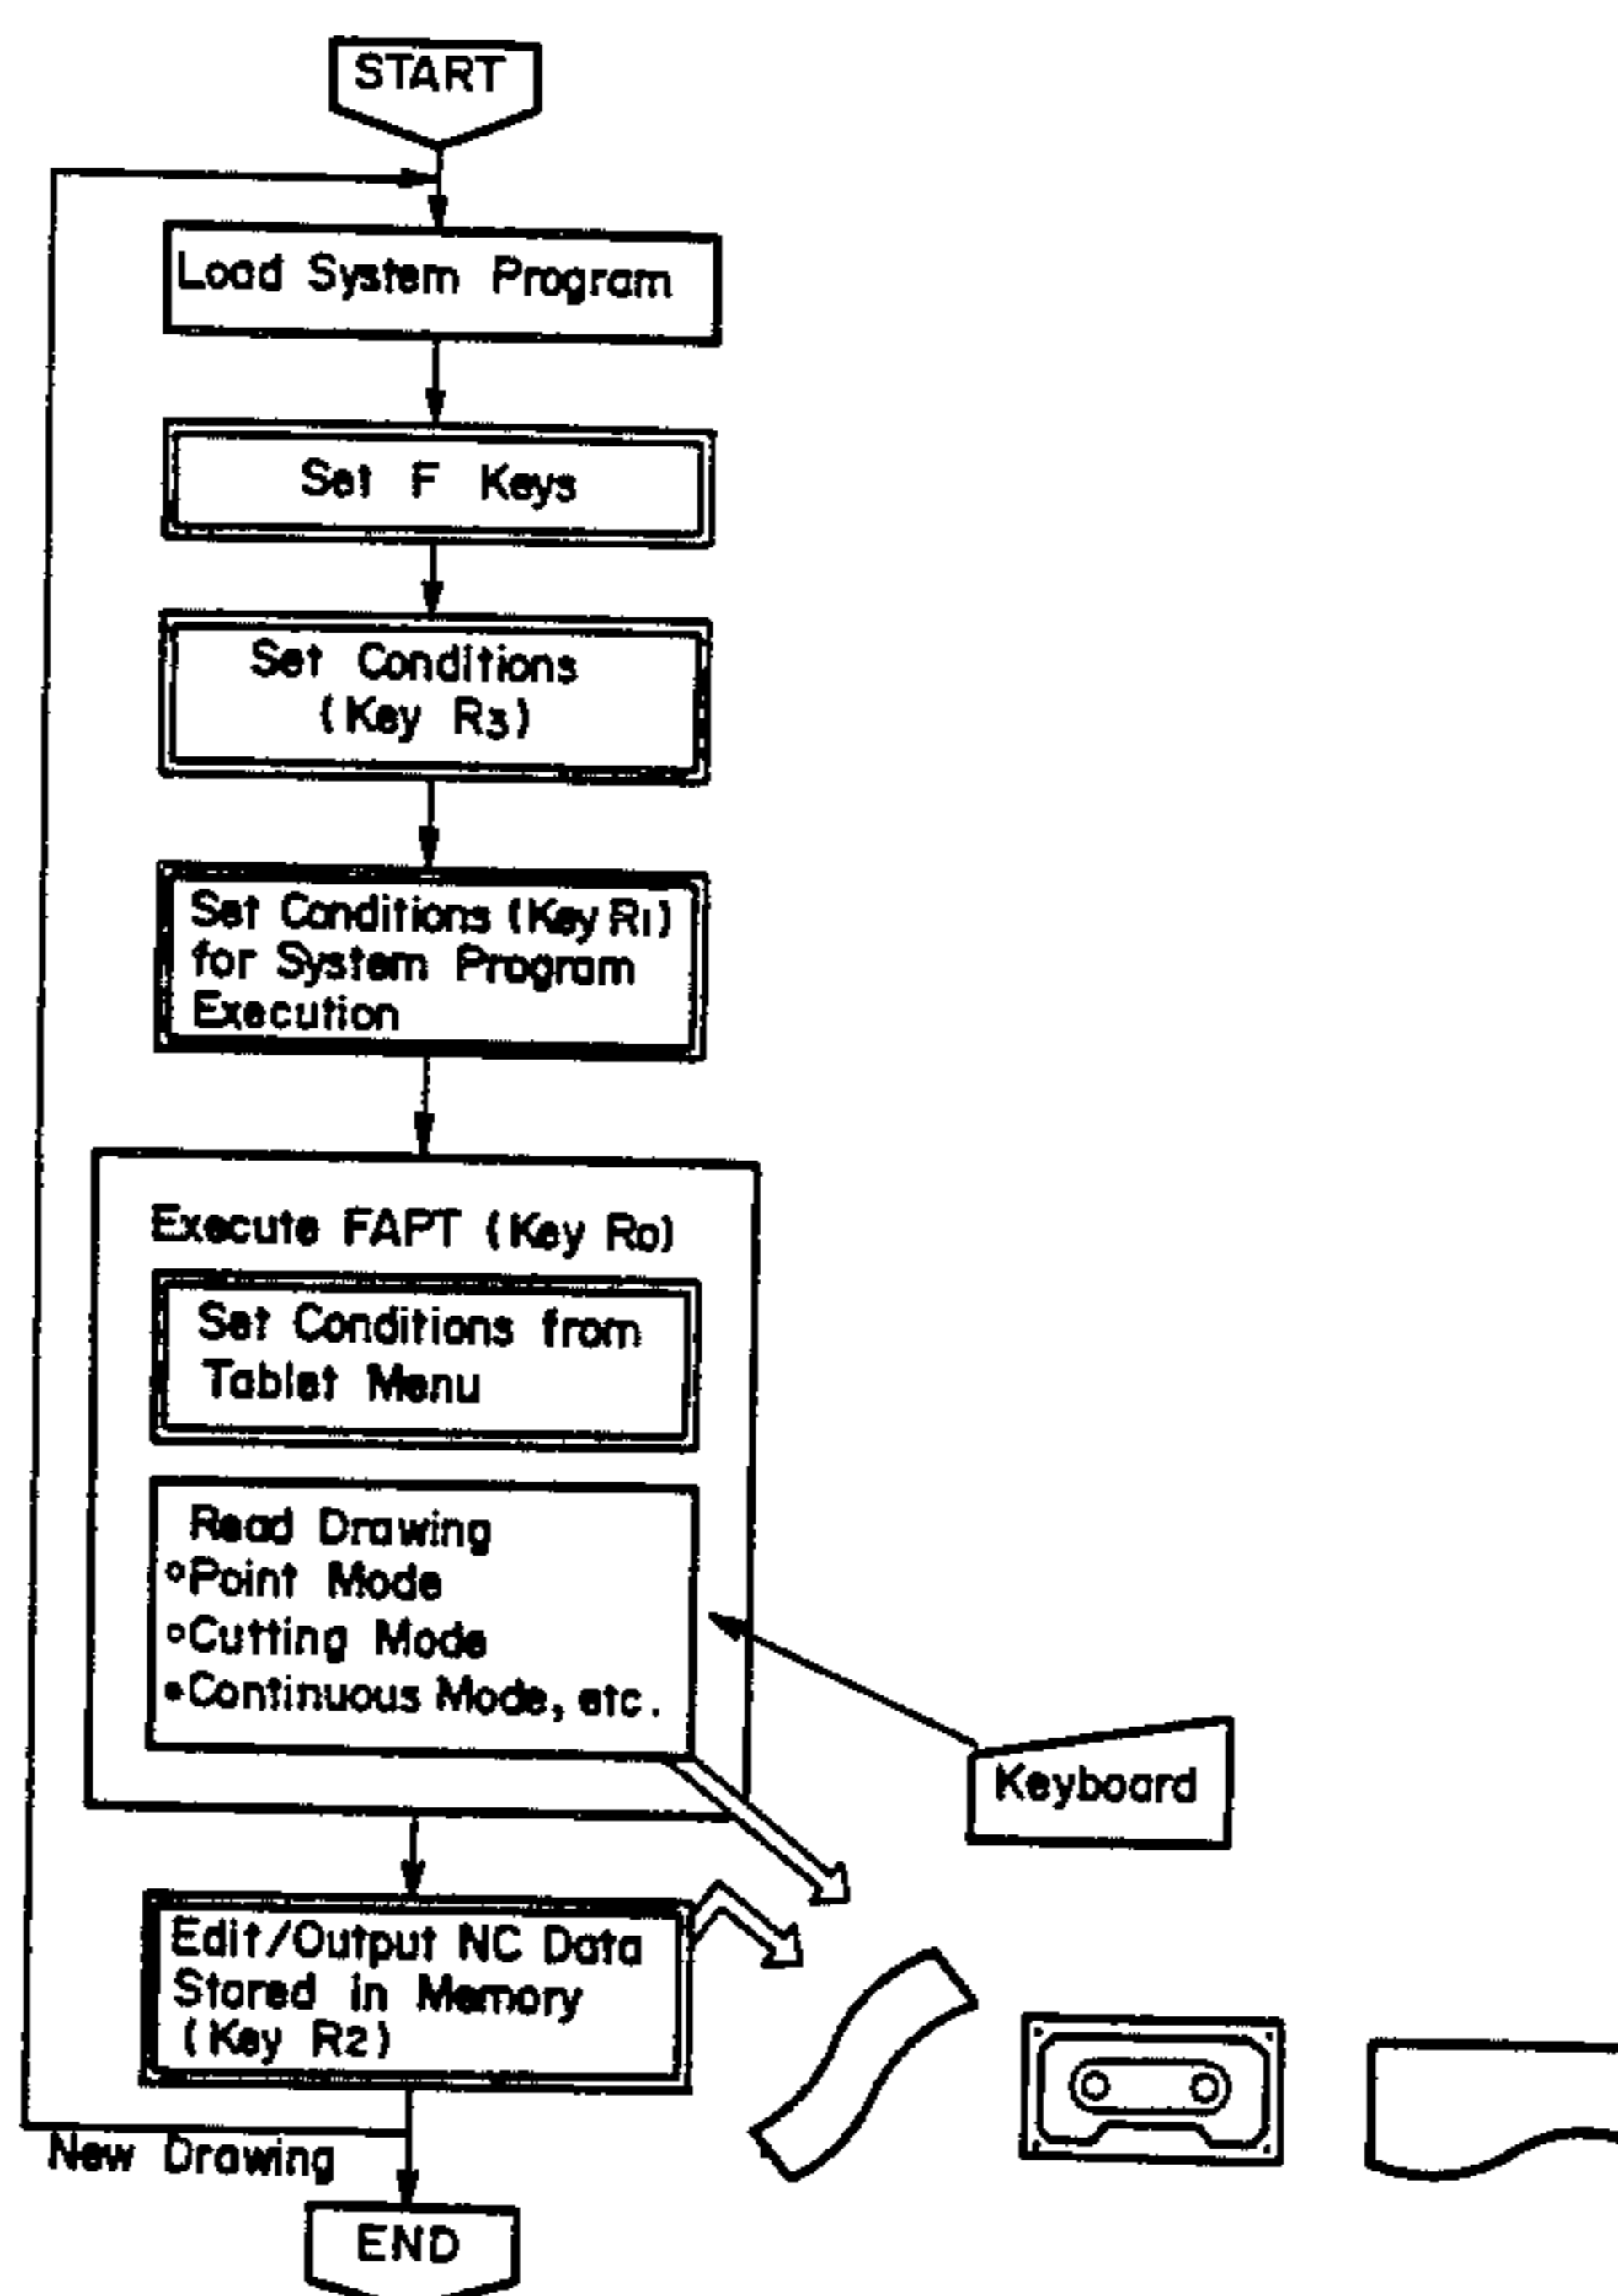 START
Load System Program
Set F Keys
Set Conditions
(Key R3)
Set Conditions (Key R1)
for System Program
Execution
Execute FAPT (Key R0)
Set Conditions from
Tablet Menu
Read Drawing
○Point Mode
○Cutting Mode
●Continuous Mode, etc.
Keyboard
Edit/Output NC Data
Stored in Memory
(Key R2)
New Drawing
END